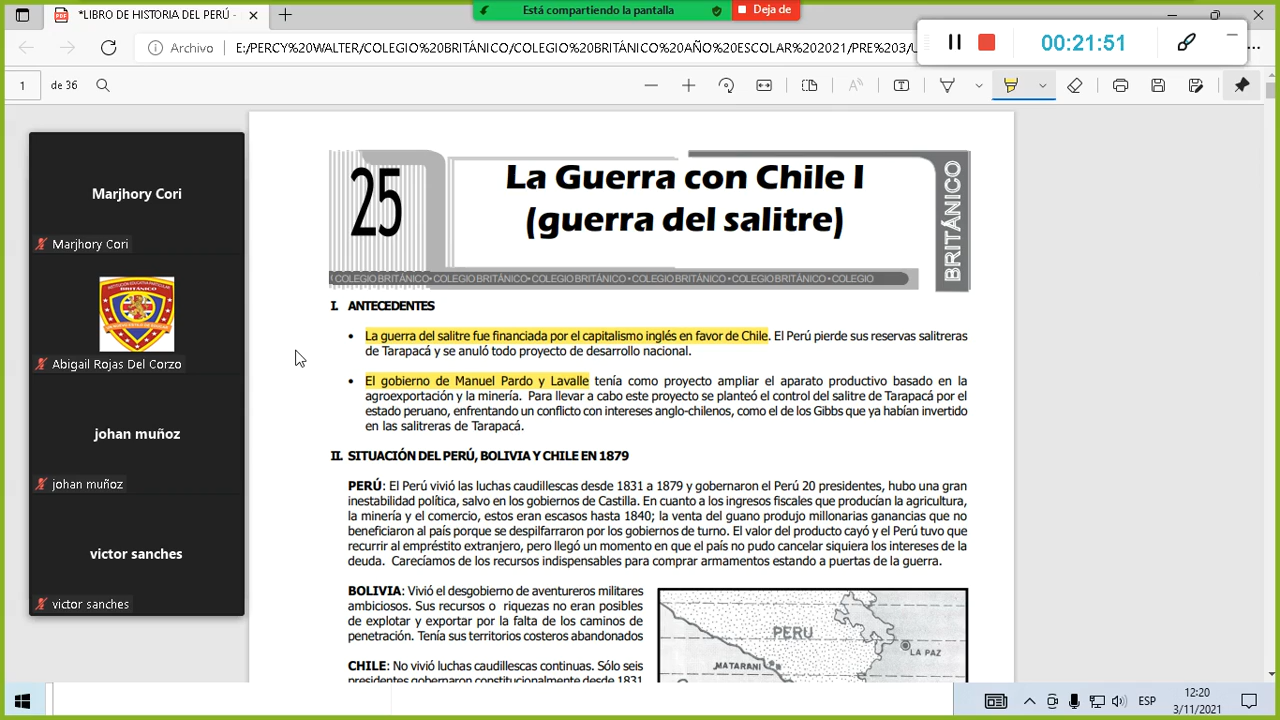 *LIBRO DE HISTORIA DEL PERÚ -
Está compartiendo la pantalla
Deja de
Archivo
E:/PERCY%20WALTER/COLEGIO%20BRITÁNICO/COLEGIO%20BRITÁNICO%20AÑO%20ESCOLAR%202021/PRE%203/L
00:21:51
1 de 36
Marjhory Cori
Marjhory Cori
Abigail Rojas Del Corzo
johan muñoz
johan muñoz
victor sanches
victor sanches
25
La Guerra con Chile I
(guerra del salitre)
BRITÁNICO
COLEGIO BRITÁNICO• COLEGIO BRITÁNICO• COLEGIO BRITÁNICO • COLEGIO BRITÁNICO • COLEGIO BRITÁNICO • COLEGIO
I. ANTECEDENTES
• La guerra del salitre fue financiada por el capitalismo inglés en favor de Chile. El Perú pierde sus reservas salitreras
de Tarapacá y se anuló todo proyecto de desarrollo nacional.
• El gobierno de Manuel Pardo y Lavalle tenía como proyecto ampliar el aparato productivo basado en la
agroexportación y la minería. Para llevar a cabo este proyecto se planteó el control del salitre de Tarapacá por el
estado peruano, enfrentando un conflicto con intereses anglo-chilenos, como el de los Gibbs que ya habían invertido
en las salitreras de Tarapacá.
II. SITUACIÓN DEL PERÚ, BOLIVIA Y CHILE EN 1879
PERÚ: El Perú vivió las luchas caudillescas desde 1831 a 1879 y gobernaron el Perú 20 presidentes, hubo una gran
inestabilidad política, salvo en los gobiernos de Castilla. En cuanto a los ingresos fiscales que producían la agricultura,
la minería y el comercio, estos eran escasos hasta 1840; la venta del guano produjo millonarias ganancias que no
beneficiaron al país porque se despilfarraron por los gobiernos de turno. El valor del producto cayó y el Perú tuvo que
recurrir al empréstito extranjero, pero llegó un momento en que el país no pudo cancelar siquiera los intereses de la
deuda. Carecíamos de los recursos indispensables para comprar armamentos estando a puertas de la guerra.
BOLIVIA: Vivió el desgobierno de aventureros militares
ambiciosos. Sus recursos o riquezas no eran posibles
de explotar y exportar por la falta de los caminos de
penetración. Tenía sus territorios costeros abandonados
CHILE: No vivió luchas caudillescas continuas. Sólo seis
presidentes gobernaron constitucionalmente desde 1831
PERU
LA PAZ
MATARANI
ESP
12:20
3/11/2021